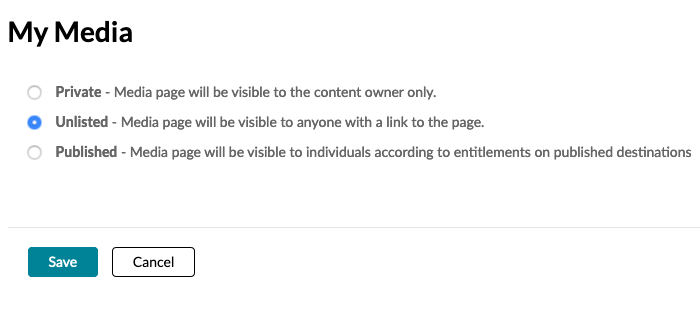 My Media
Private - Media page will be visible to the content owner only.
Unlisted - Media page will be visible to anyone with a link to the page.
Published - Media page will be visible to individuals according to entitlements on published destinations
Save Cancel